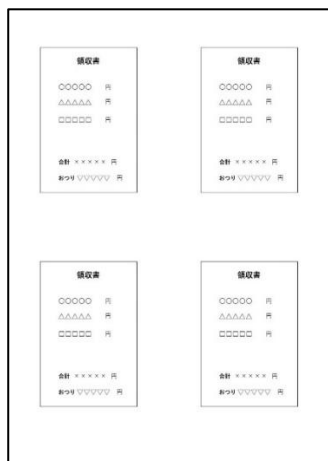 領収書
○○○○○ 円
△△△△△ 円
□□□□□ 円
合計 ××××× 円
おつり ▽▽▽▽▽ 円
領収書
○○○○○ 円
△△△△△ 円
□□□□□ 円
合計 ××××× 円
おつり ▽▽▽▽▽ 円
領収書
○○○○○ 円
△△△△△ 円
□□□□□ 円
合計 ××××× 円
おつり ▽▽▽▽▽ 円
領収書
○○○○○ 円
△△△△△ 円
□□□□□ 円
合計 ××××× 円
おつり ▽▽▽▽▽ 円